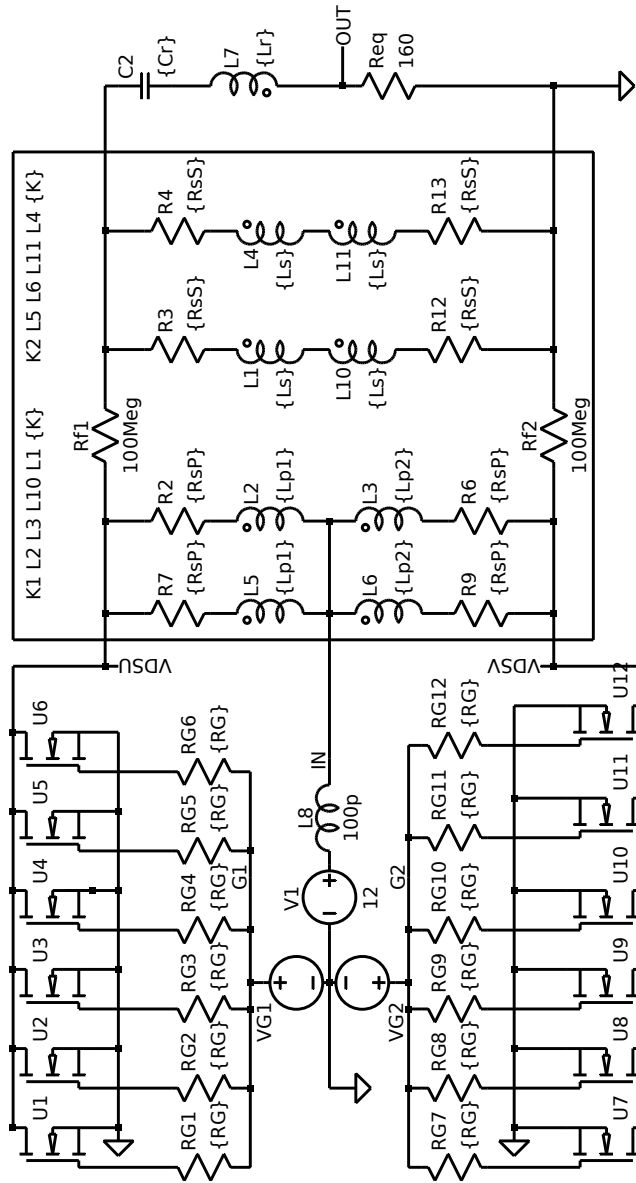 K1 L2 L3 L10 L1 {K}
K2 L5 L6 L11 L4 {K}
U1
U2
U3
U4
U5
U6
VDSU
Rf1
100Meg
C2
{Cr}
L7
{Lr}
OUT
Req
160
RG1
{RG}
RG2
{RG}
RG3
{RG}
RG4
{RG}
RG5
{RG}
RG6
{RG}
G1
R7
{RsP}
R2
{RsP}
R3
{RsS}
R4
{RsS}
L5
{Lp1}
L2
{Lp1}
L1
{Ls}
L4
{Ls}
VG1
V1
12
L8
100p
IN
L6
{Lp2}
L3
{Lp2}
L10
{Ls}
L11
{Ls}
VG2
G2
R9
{RsP}
R6
{RsP}
R12
{RsS}
R13
{RsS}
RG7
{RG}
RG8
{RG}
RG9
{RG}
RG10
{RG}
RG11
{RG}
RG12
{RG}
VDSV
Rf2
100Meg
U7
U8
U9
U10
U11
U12